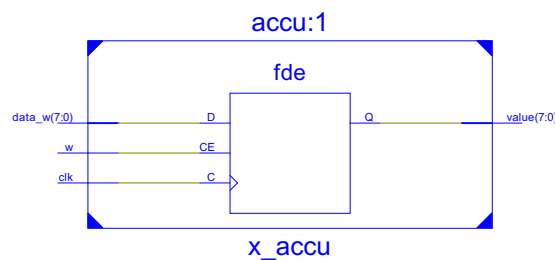 accu:1
fde
data_w(7:0) D Q value(7:0)
w CE
clk C
x_accu